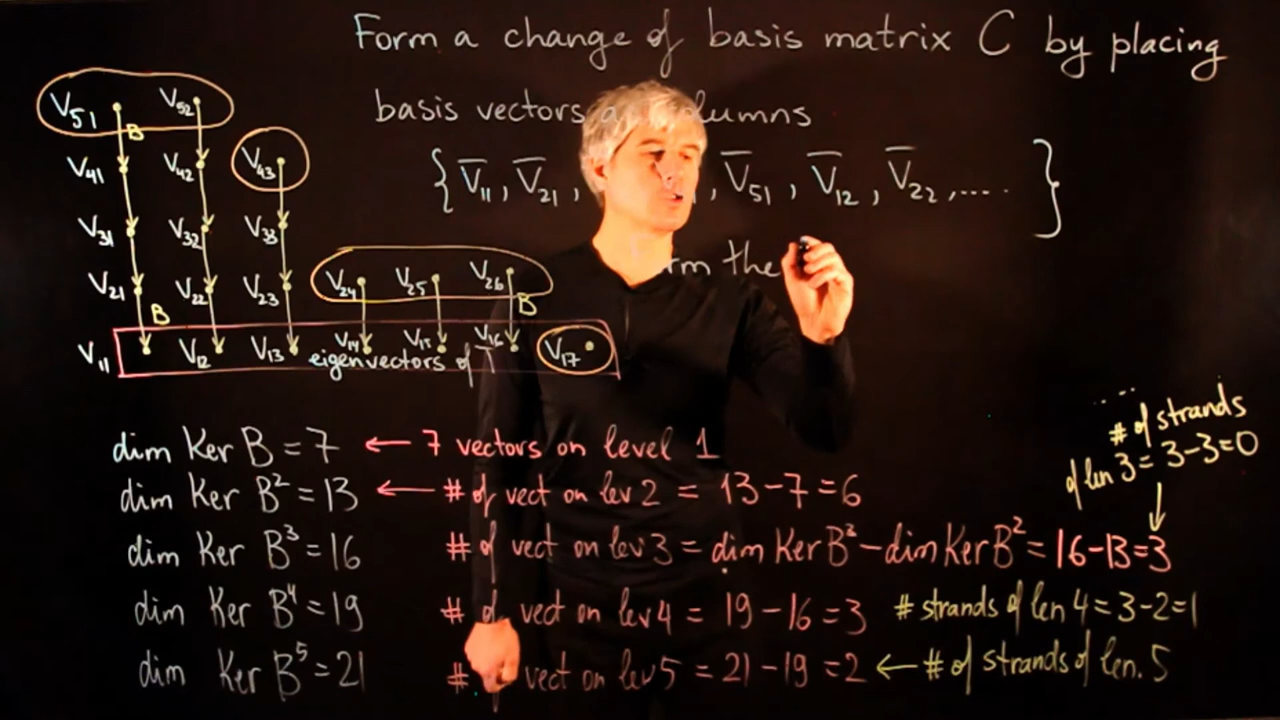 Form a change of basis matrix C by placing
basis vectors as columns
{ V̅₁₁, V̅₂₁, , V̅₅₁, V̅₁₂, V̅₂₂, .... }
Form the
V₅₁ V₅₂
B
V₄₁ V₄₂ V₄₃
V₃₁ V₃₂ V₃₃
V₂₁ V₂₂ V₂₃ V₂₄ V₂₅ V₂₆
B B
V₁₁ V₁₂ V₁₃ V₁₄ V₁₅ V₁₆ V₁₇
eigenvectors of T
.. ...
# of strands
of len 3 = 3-3=0
dim Ker B = 7 ← 7 vectors on level 1
dim Ker B² = 13 ← # of vect on lev 2 = 13-7=6
dim Ker B³ = 16 # of vect on lev 3 = dim Ker B³ - dim Ker B² = 16-13=3
dim Ker B⁴ = 19 # of vect on lev 4 = 19-16=3 # strands of len 4 = 3-2=1
dim Ker B⁵ = 21 # vect on lev 5 = 21-19=2 ← # of strands of len. 5